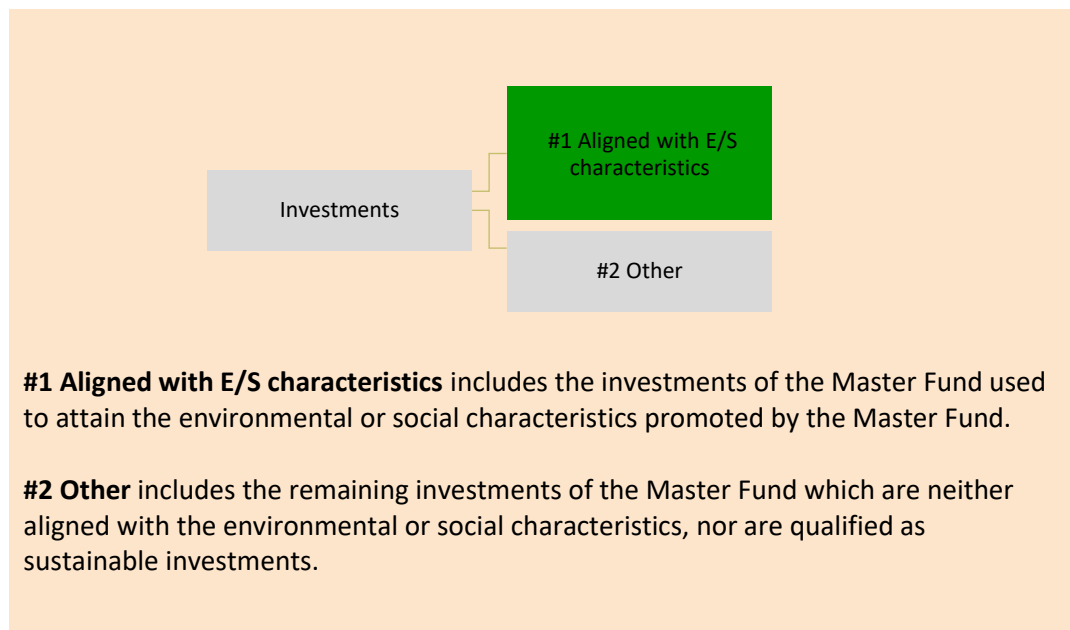 #1 Aligned with E/S
characteristics
Investments
#2 Other
#1 Aligned with E/S characteristics includes the investments of the Master Fund used
to attain the environmental or social characteristics promoted by the Master Fund.
#2 Other includes the remaining investments of the Master Fund which are neither
aligned with the environmental or social characteristics, nor are qualified as
sustainable investments.